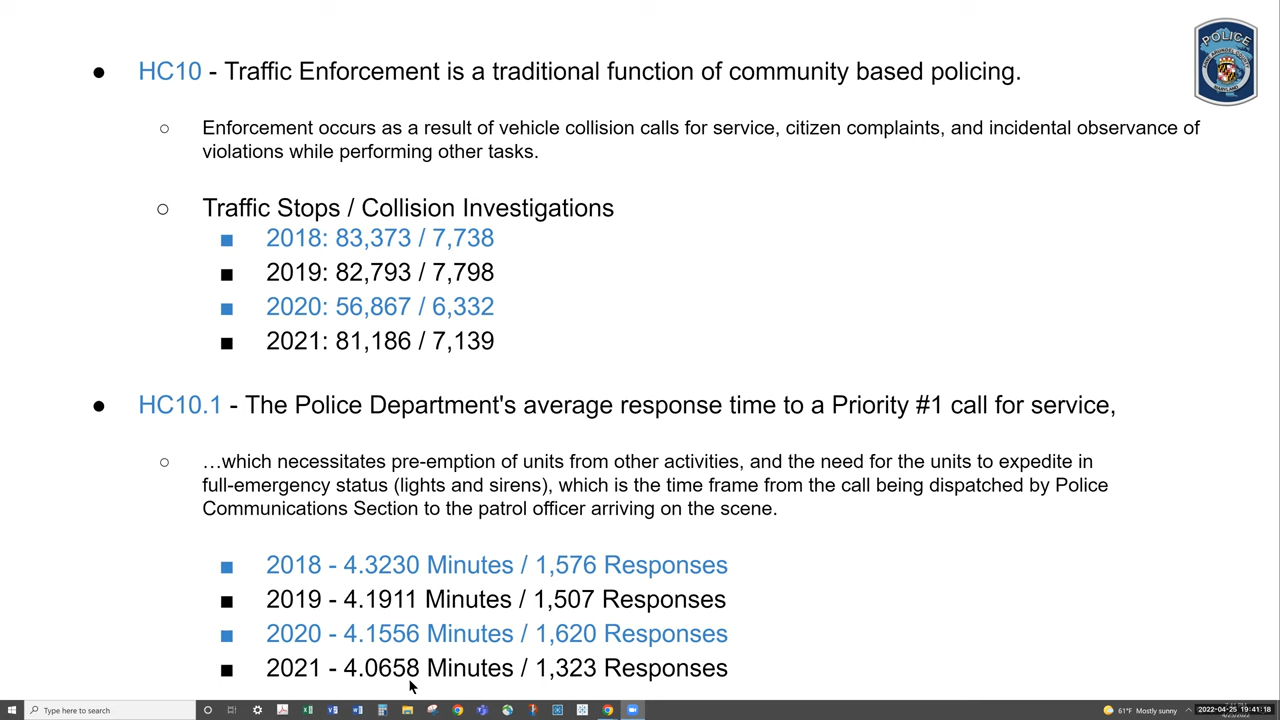 POLICE
HC10 - Traffic Enforcement is a traditional function of community based policing.
Enforcement occurs as a result of vehicle collision calls for service, citizen complaints, and incidental observance of
violations while performing other tasks.
Traffic Stops / Collision Investigations
2018: 83,373 / 7,738
2019: 82,793 / 7,798
2020: 56,867 / 6,332
2021: 81,186 / 7,139
HC10.1 - The Police Department's average response time to a Priority #1 call for service,
…which necessitates pre-emption of units from other activities, and the need for the units to expedite in
full-emergency status (lights and sirens), which is the time frame from the call being dispatched by Police
Communications Section to the patrol officer arriving on the scene.
2018 - 4.3230 Minutes / 1,576 Responses
2019 - 4.1911 Minutes / 1,507 Responses
2020 - 4.1556 Minutes / 1,620 Responses
2021 - 4.0658 Minutes / 1,323 Responses
Type here to search
61°F Mostly sunny
2022-04-25 19:41:18